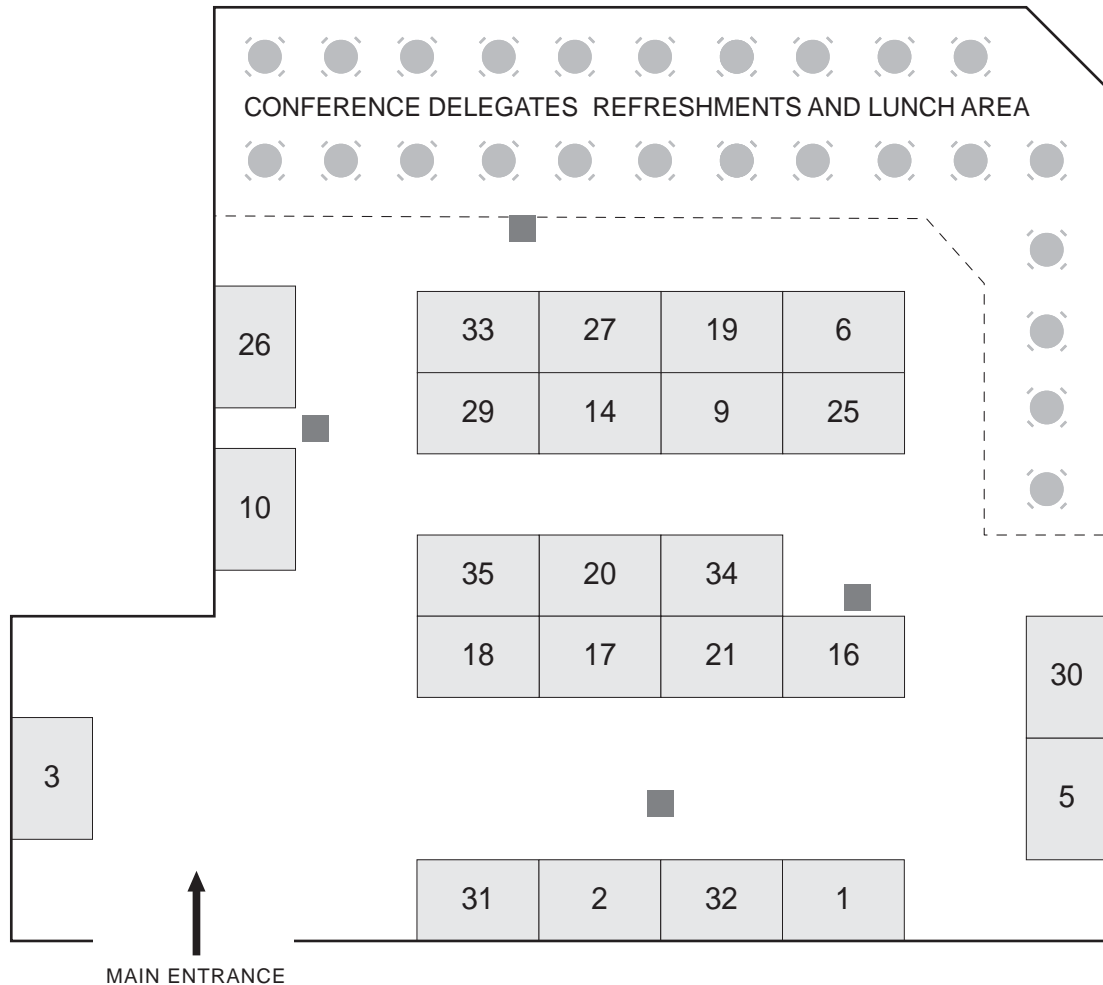 CONFERENCE DELEGATES  REFRESHMENTS AND LUNCH AREA
26
33 27 19 6
29 14 9 25
10
35 20 34
18 17 21 16
30
3
5
31 2 32 1
MAIN ENTRANCE